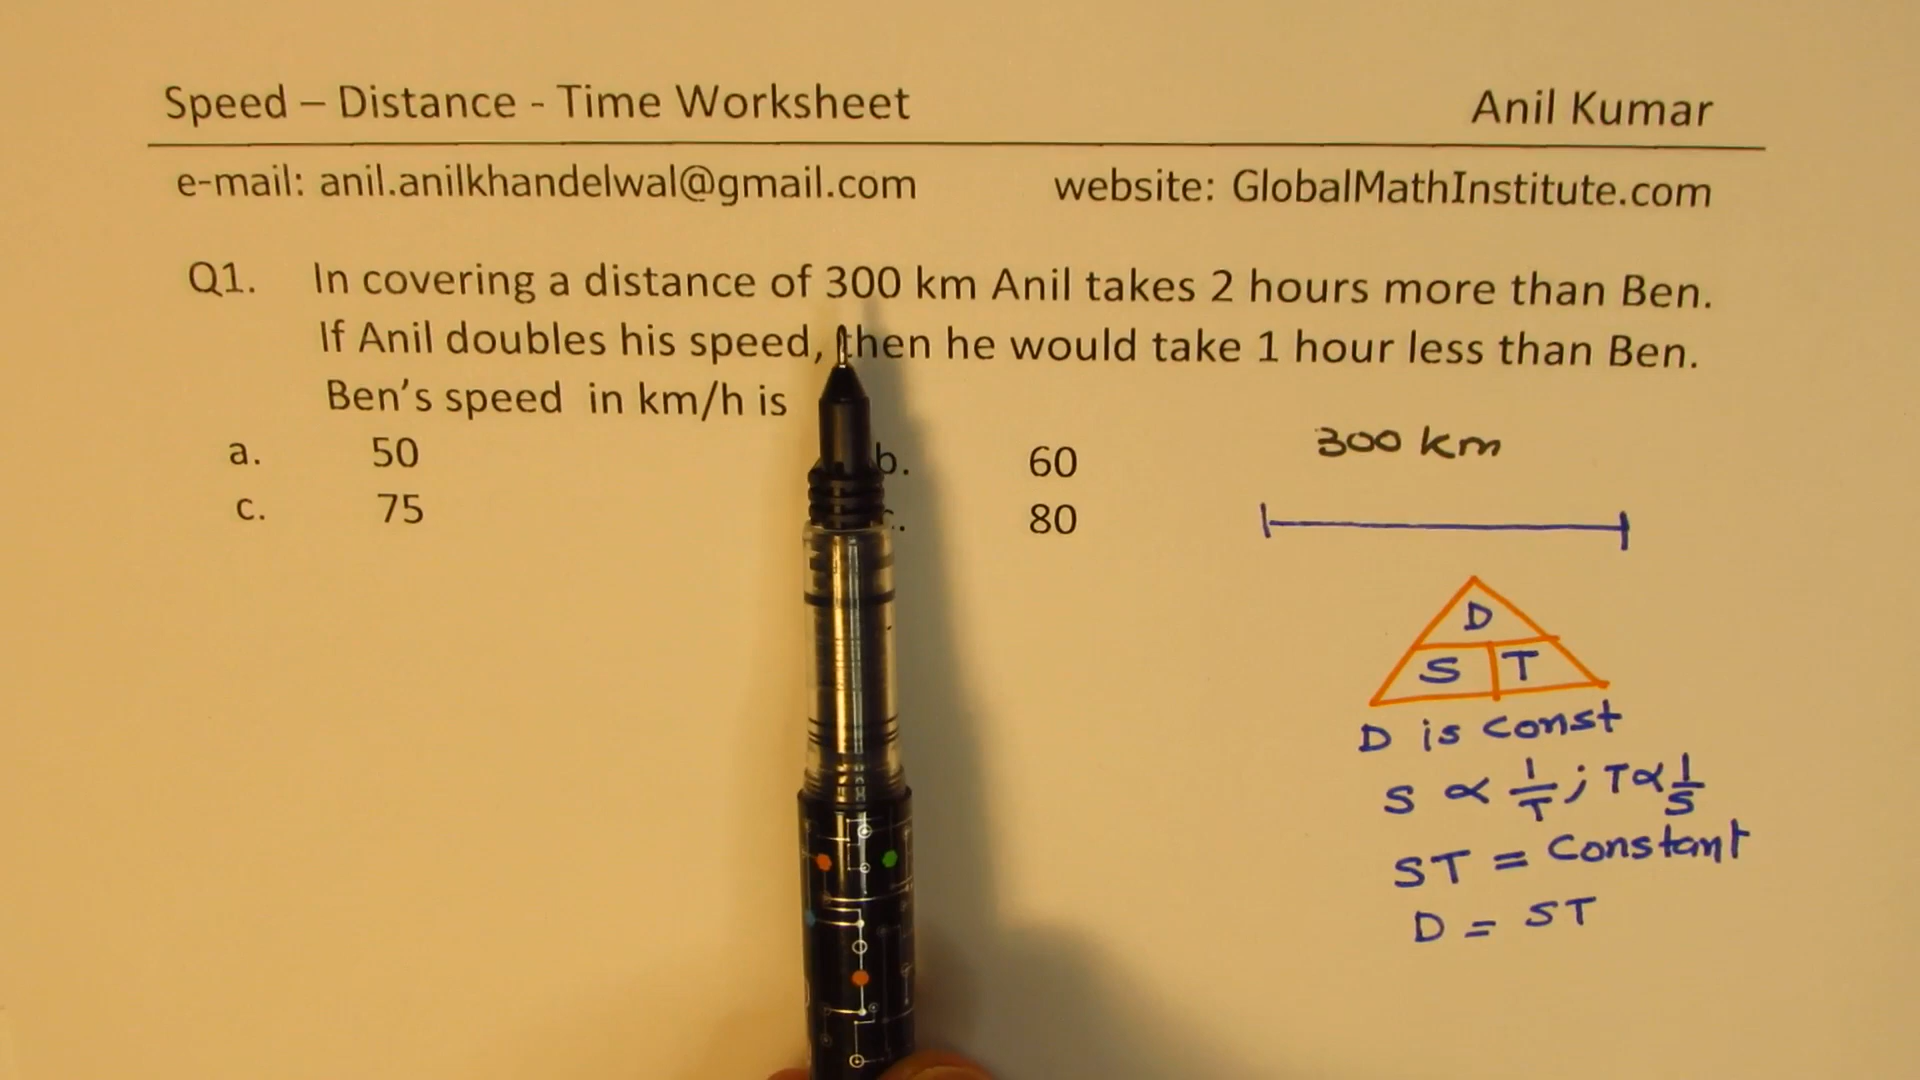 Speed – Distance - Time Worksheet Anil Kumar
e-mail: anil.anilkhandelwal@gmail.com website: GlobalMathInstitute.com
Q1. In covering a distance of 300 km Anil takes 2 hours more than Ben.
If Anil doubles his speed, then he would take 1 hour less than Ben.
Ben's speed in km/h is
a. 50 b. 60
c. 75 c. 80
300 km
D
S T
D is const
S ∝ 1/T ; T ∝ 1/S
ST = Constant
D = ST